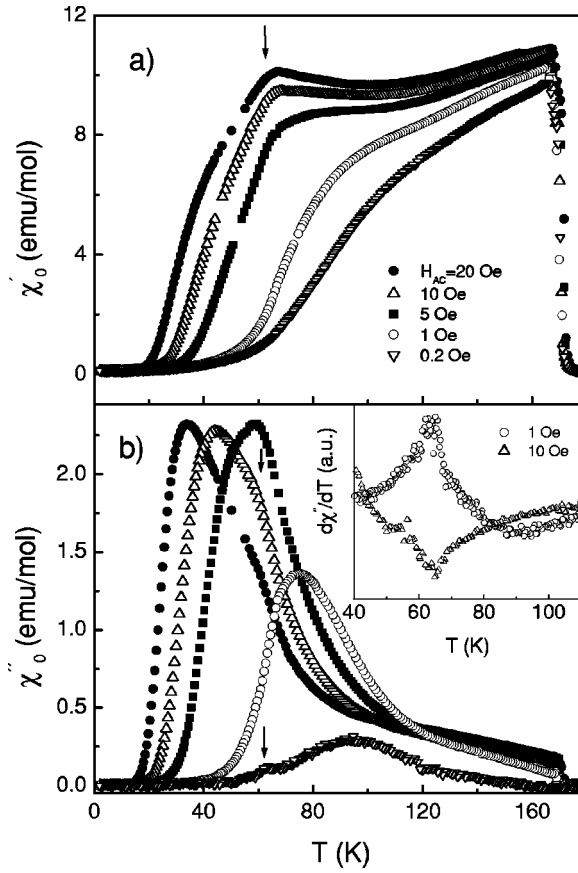 a)
χ′₀ (emu/mol)
12
8
4
0
● H_AC=20 Oe
△ 10 Oe
■ 5 Oe
○ 1 Oe
▽ 0.2 Oe
b)
χ″₀ (emu/mol)
2.0
1.5
1.0
0.5
0.0
0 40 80 120 160
T (K)
dχ″/dT (a.u.)
○ 1 Oe
△ 10 Oe
40 60 80 100
T (K)